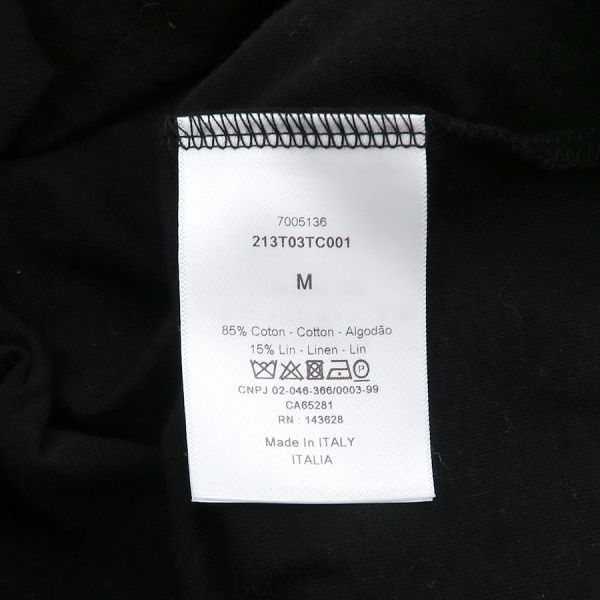 7005136
213T03TC001
M
85% Coton - Cotton - Algodão
15% Lin - Linen - Lin
CNPJ 02-046-366/0003-99
CA65281
RN : 143628
Made In ITALY
ITALIA